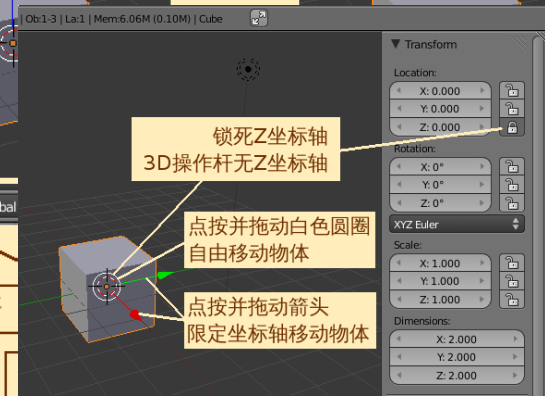 Ob:1-3 | La:1 | Mem:6.06M (0.10M) | Cube
Transform
Location:
X: 0.000
Y: 0.000
Z: 0.000
锁死Z坐标轴
3D操作杆无Z坐标轴
Rotation:
X: 0°
Y: 0°
Z: 0°
XYZ Euler
bal
点按并拖动白色圆圈
自由移动物体
Scale:
X: 1.000
Y: 1.000
Z: 1.000
点按并拖动箭头
限定坐标轴移动物体
Dimensions:
X: 2.000
Y: 2.000
Z: 2.000